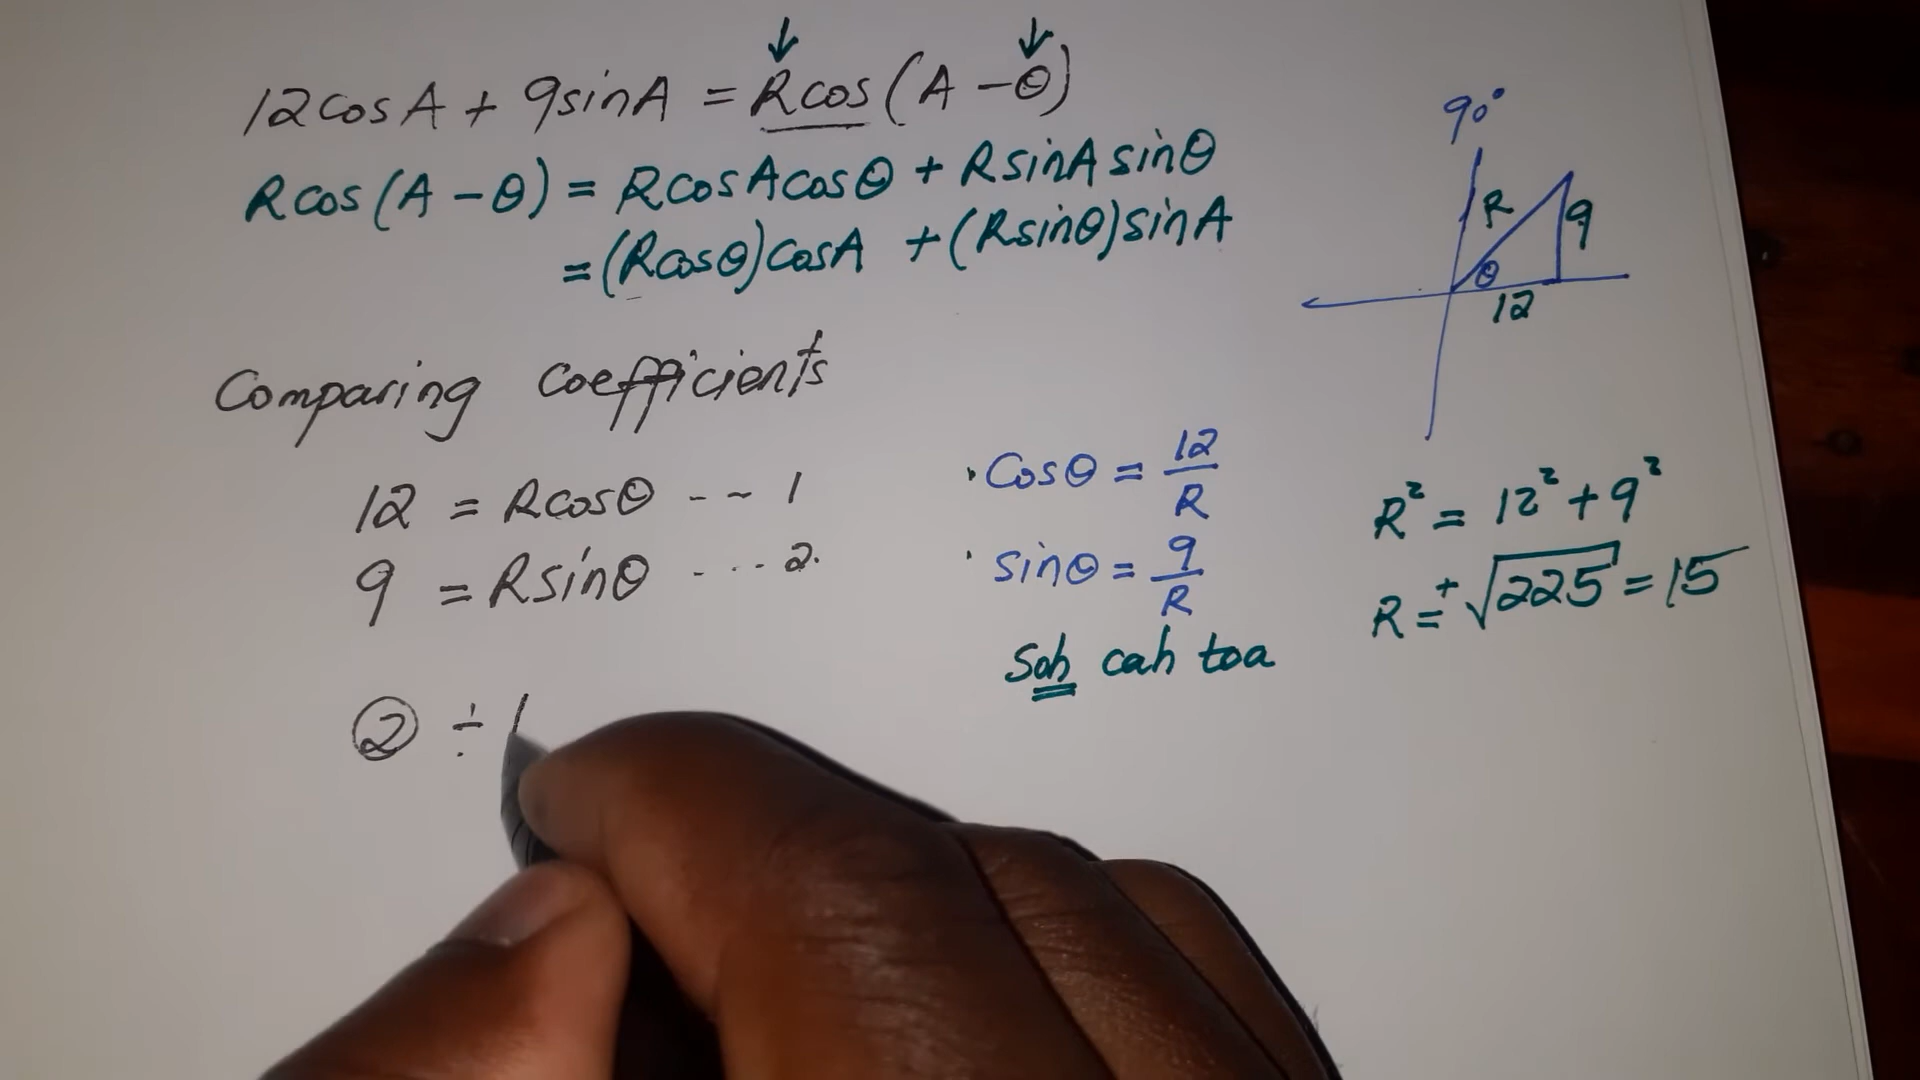 12cosA + 9sinA = Rcos(A - θ)
Rcos(A - θ) = RcosAcosθ + RsinAsinθ
= (Rcosθ)cosA + (Rsinθ)sinA
90°
R
9
θ
12
Comparing coefficients
12 = Rcosθ --~ 1
9 = Rsinθ ... 2.
Cosθ = 12/R
sinθ = 9/R
Soh cah toa
R² = 12² + 9²
R = ± √225 = 15
② ÷ 1